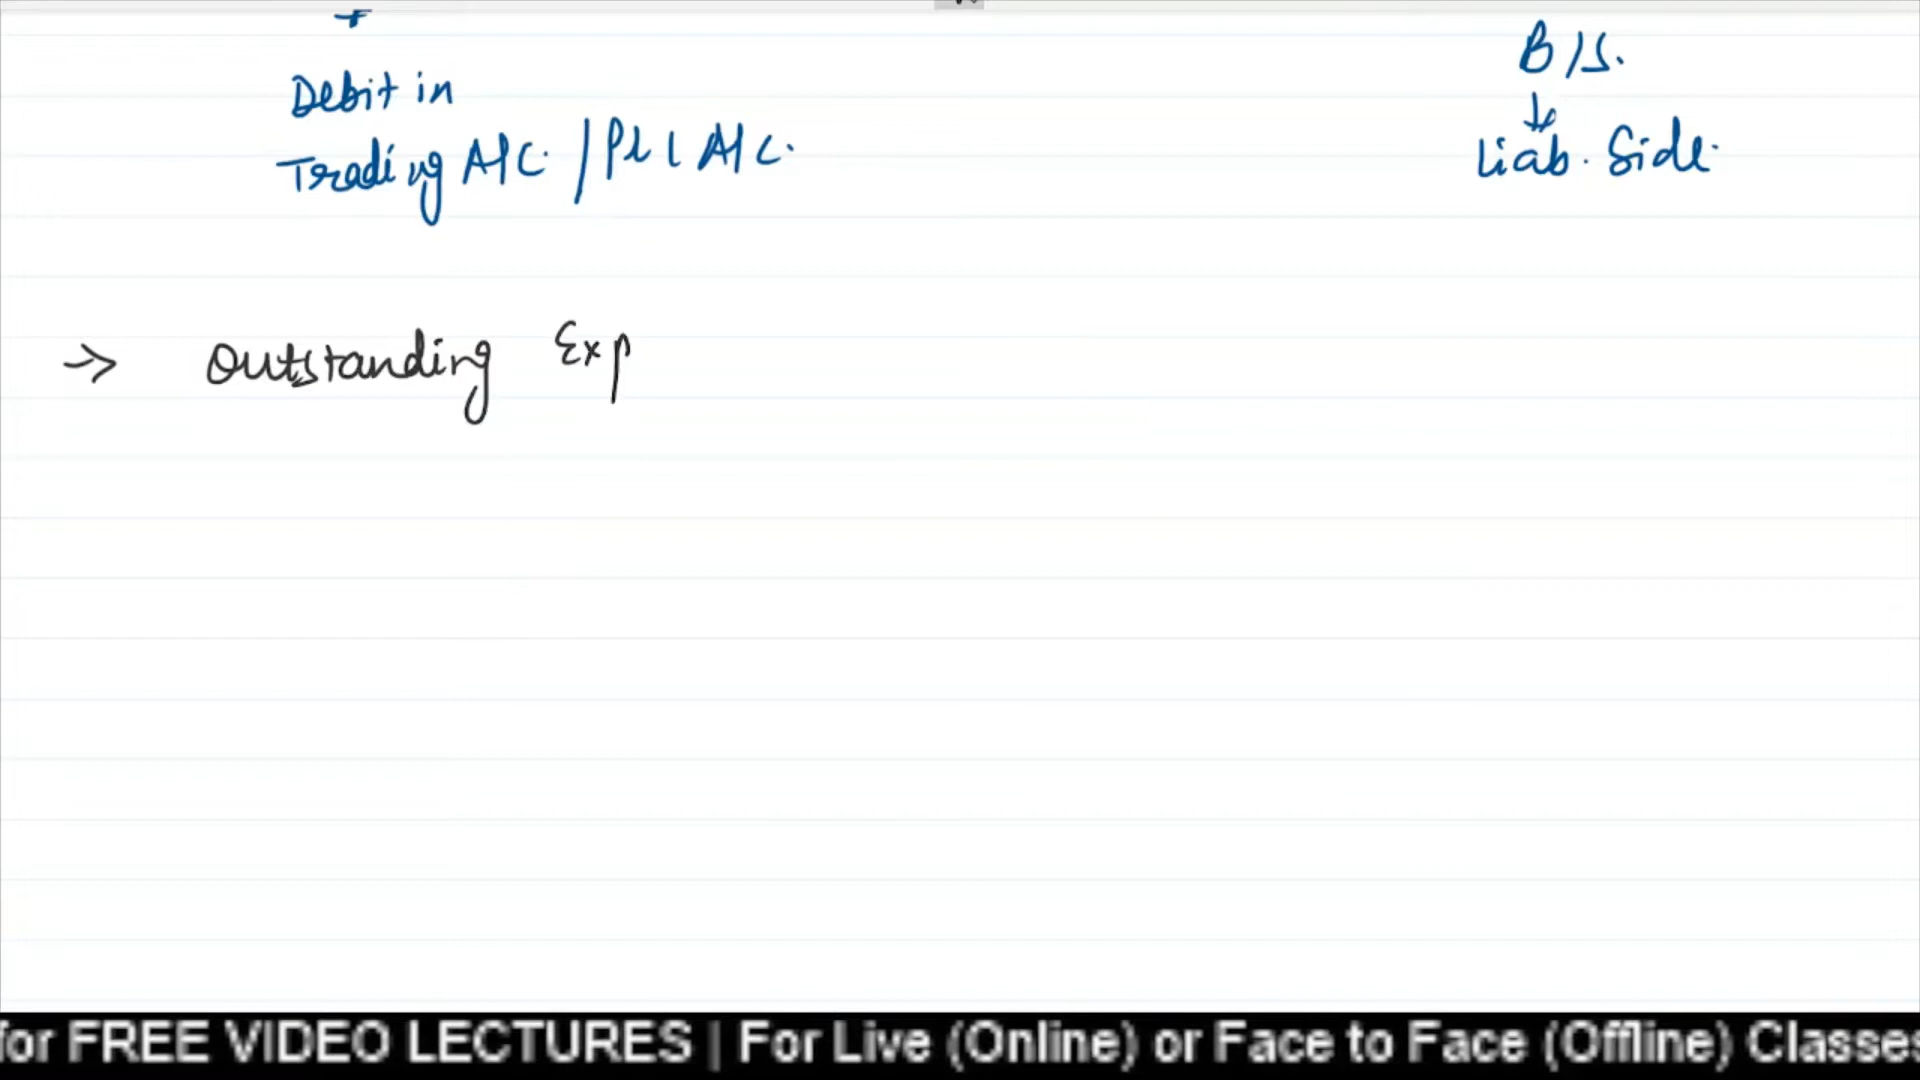 Debit in
Trading A/C. / P&L A/C.
B/S.
Liab. Side.
→ Outstanding Exp
for FREE VIDEO LECTURES | For Live (Online) or Face to Face (Offline) Classes